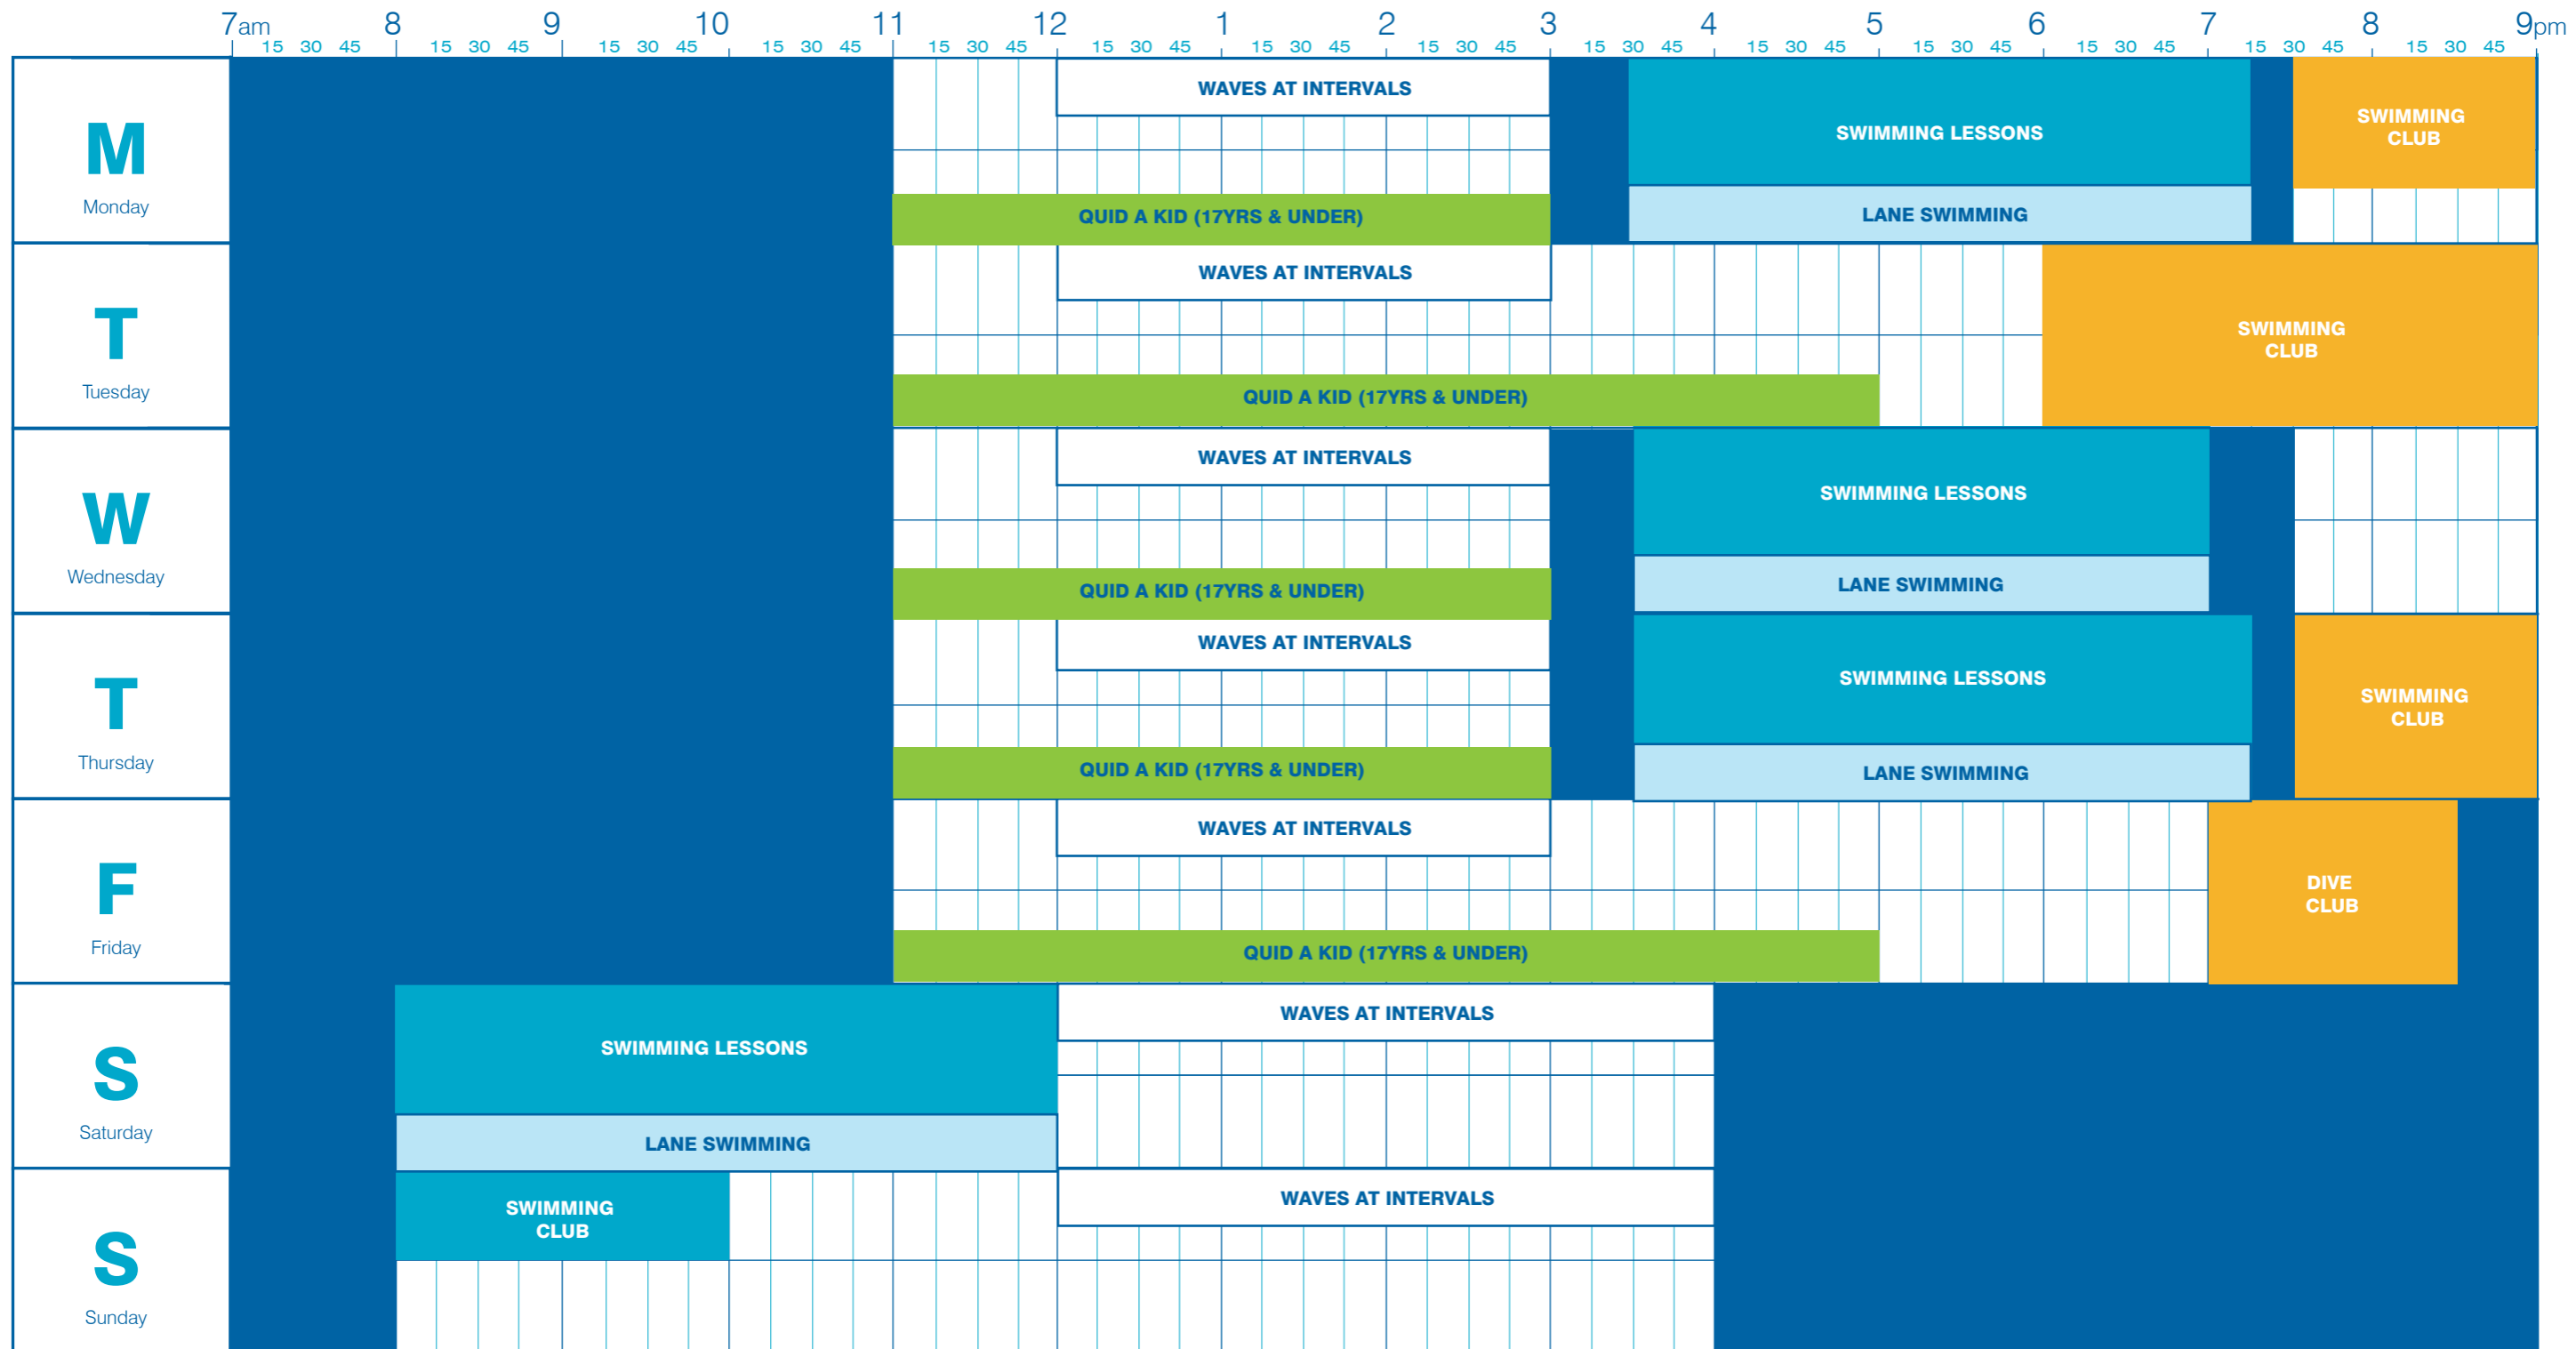 7am 8 9 10 11 12 1 2 3 4 5 6 7 8 9pm
15 30 45 15 30 45 15 30 45 15 30 45 15 30 45 15 30 45 15 30 45 15 30 45 15 30 45 15 30 45 15 30 45 15 30 45 15 30 45 15 30 45
M
Monday
WAVES AT INTERVALS
QUID A KID (17YRS & UNDER)
SWIMMING LESSONS
LANE SWIMMING
SWIMMING
CLUB
T
Tuesday
WAVES AT INTERVALS
QUID A KID (17YRS & UNDER)
SWIMMING
CLUB
W
Wednesday
WAVES AT INTERVALS
QUID A KID (17YRS & UNDER)
SWIMMING LESSONS
LANE SWIMMING
T
Thursday
WAVES AT INTERVALS
QUID A KID (17YRS & UNDER)
SWIMMING LESSONS
LANE SWIMMING
SWIMMING
CLUB
F
Friday
WAVES AT INTERVALS
QUID A KID (17YRS & UNDER)
DIVE
CLUB
S
Saturday
SWIMMING LESSONS
LANE SWIMMING
WAVES AT INTERVALS
S
Sunday
SWIMMING
CLUB
WAVES AT INTERVALS